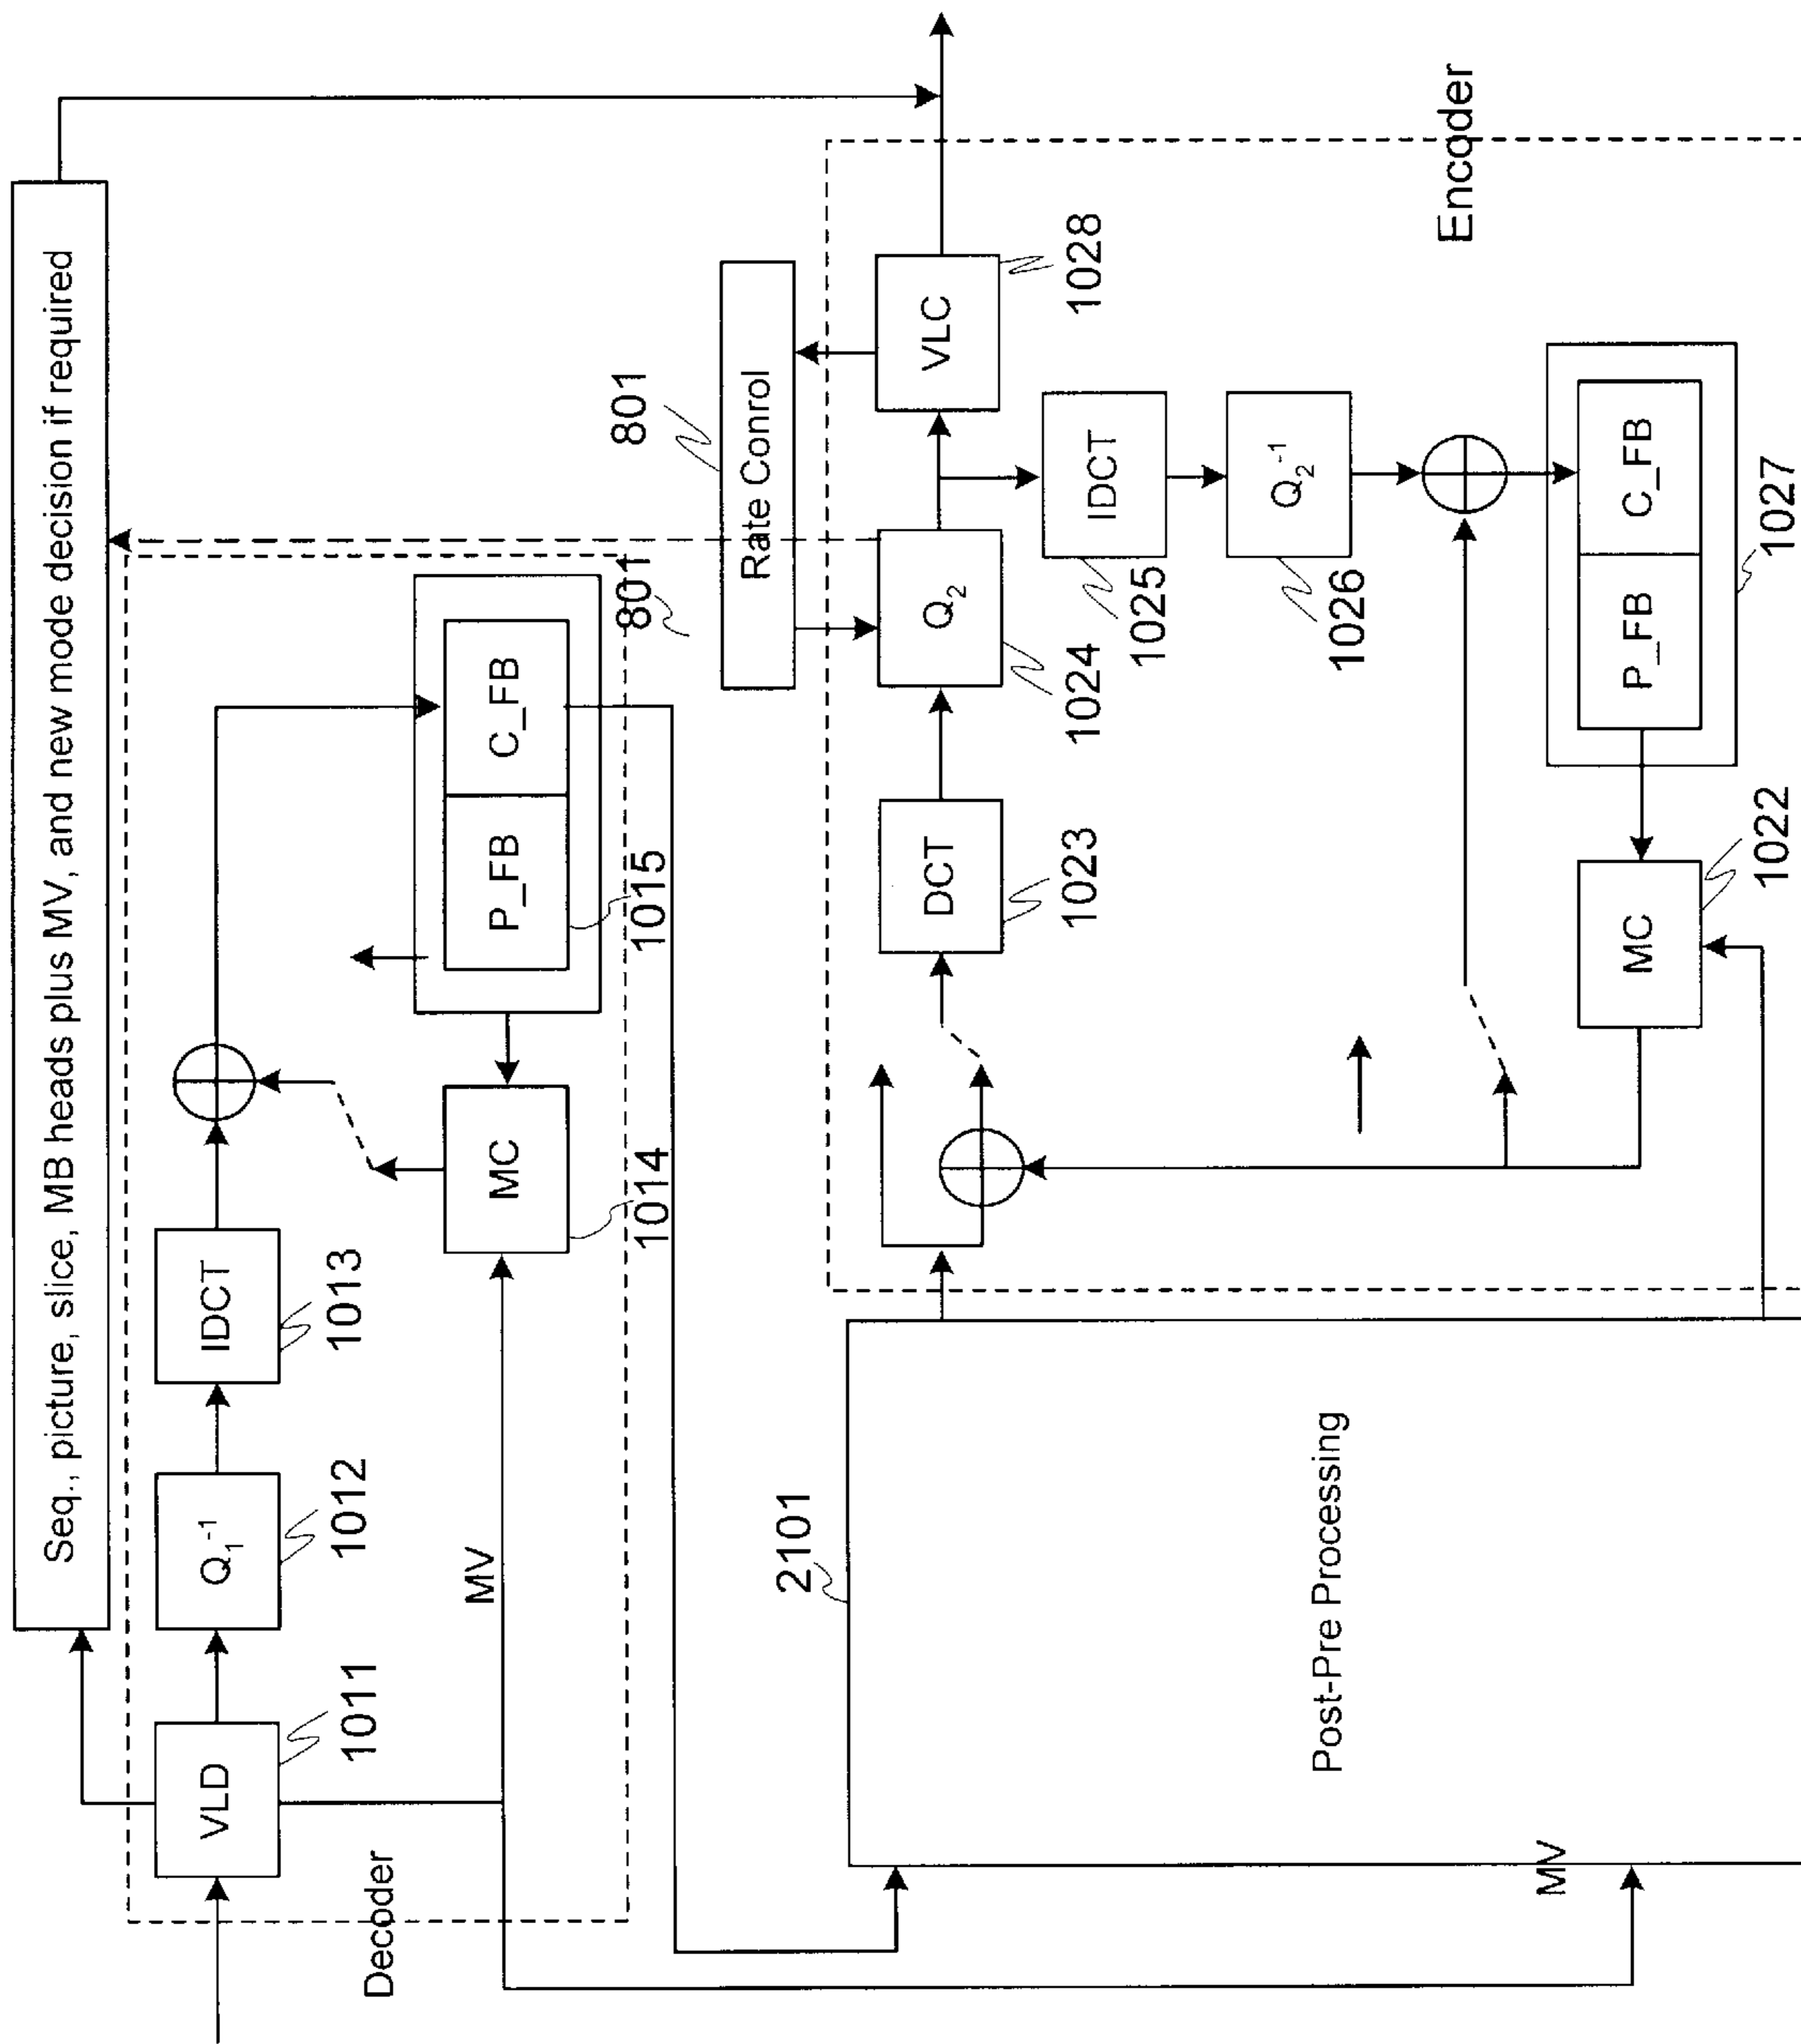 Seq., picture, slice, MB heads plus MV, and new mode decision if required
Decoder
VLD
1011
Q₁⁻¹
1012
IDCT
1013
MV
MC
1014
P_FB
C_FB
1015
801
Rate Conrol
801
2101
Post-Pre Processing
MV
DCT
1023
Q₂
1024
VLC
1028
IDCT
1025
Q₂⁻¹
1026
MC
1022
P_FB
C_FB
1027
Encoder